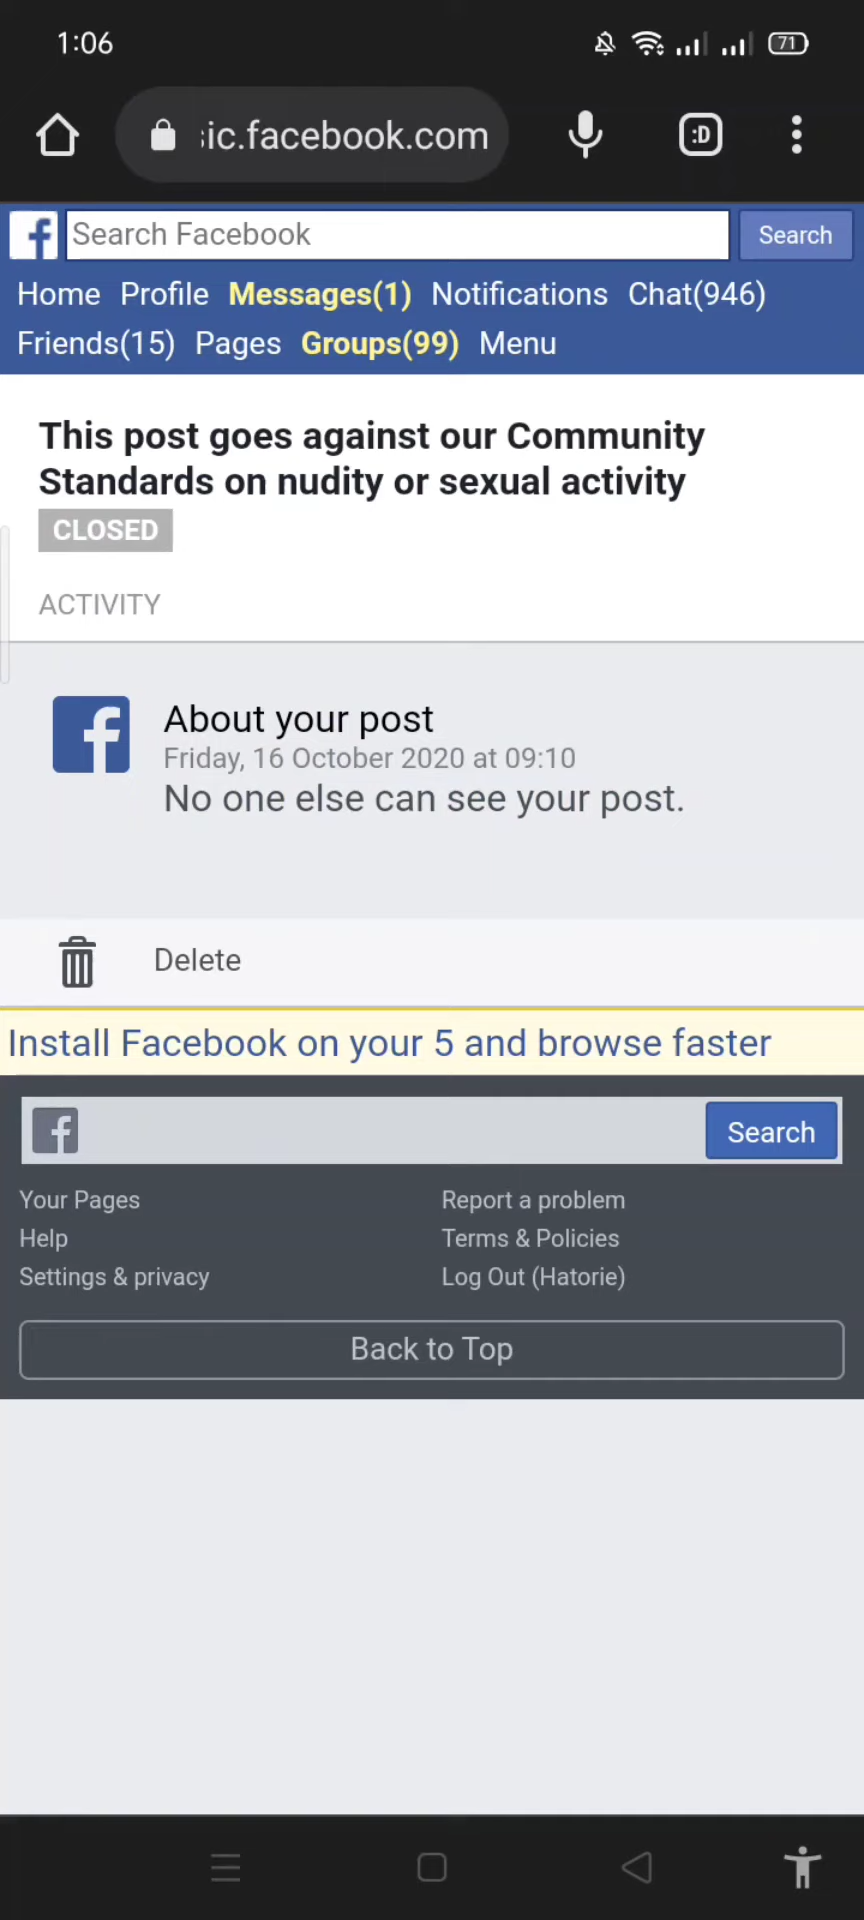 1:06
71
sic.facebook.com
:D
Search Facebook
Search
Home Profile Messages(1) Notifications Chat(946)
Friends(15) Pages Groups(99) Menu
This post goes against our Community
Standards on nudity or sexual activity
CLOSED
ACTIVITY
About your post
Friday, 16 October 2020 at 09:10
No one else can see your post.
Delete
Install Facebook on your 5 and browse faster
Search
Your Pages
Report a problem
Help
Terms & Policies
Settings & privacy
Log Out (Hatorie)
Back to Top